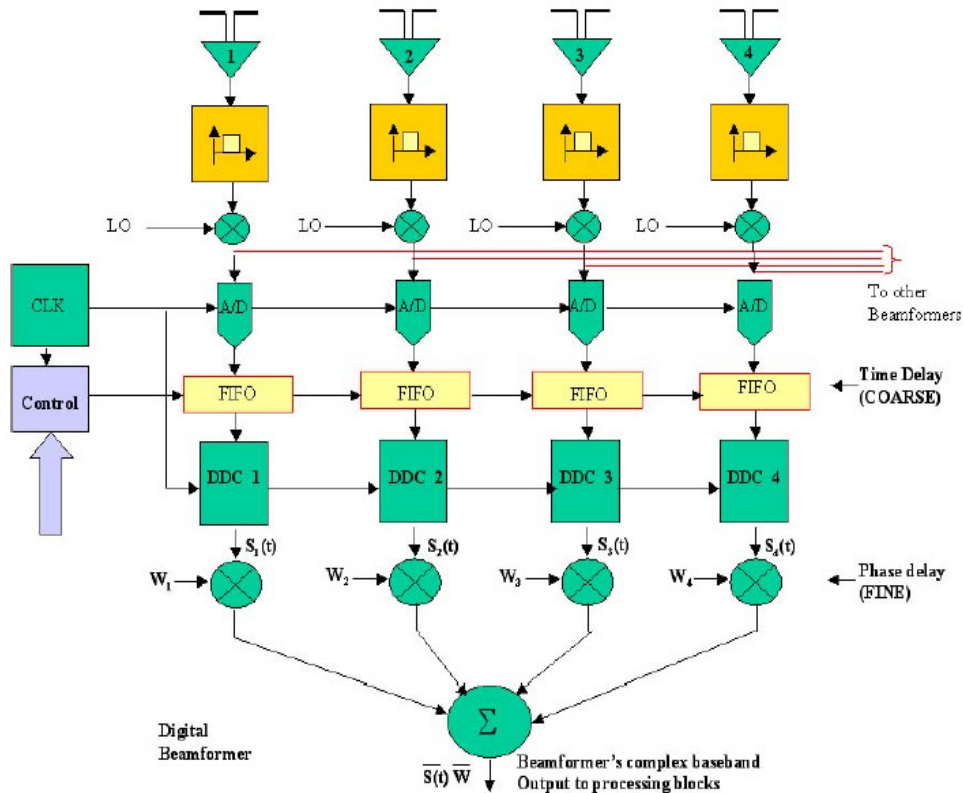 1 2 3 4
LO LO LO LO
To other
Beamformers
CLK A/D A/D A/D A/D
Control FIFO FIFO FIFO FIFO
Time Delay
(COARSE)
DDC 1 DDC 2 DDC 3 DDC 4
S₁(t) S₂(t) S₃(t) S₄(t)
W₁ W₂ W₃ W₄
Phase delay
(FINE)
Σ
Digital
Beamformer
S(t) W
Beamformer's complex baseband
Output to processing blocks